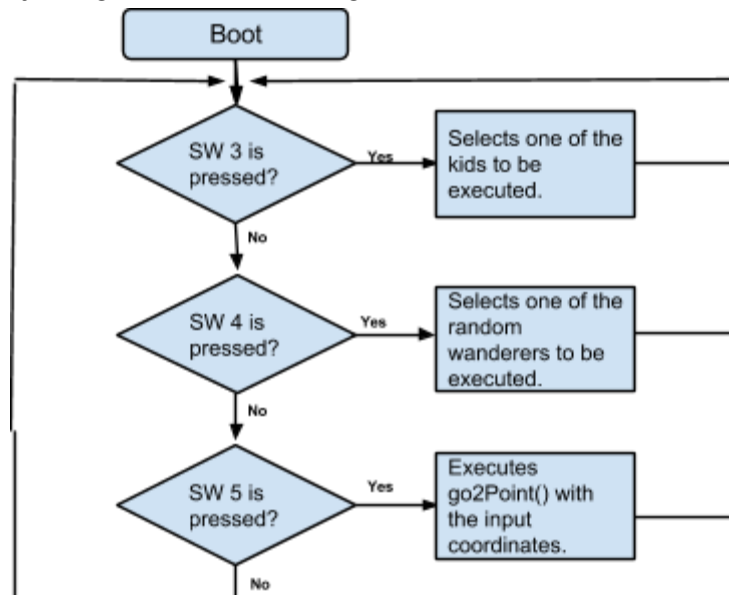 Boot
SW 3 is
pressed?
Yes
Selects one of the
kids to be
executed.
No
SW 4 is
pressed?
Yes
Selects one of the
random
wanderers to be
executed.
No
SW 5 is
pressed?
Yes
Executes
go2Point() with
the input
coordinates.
No